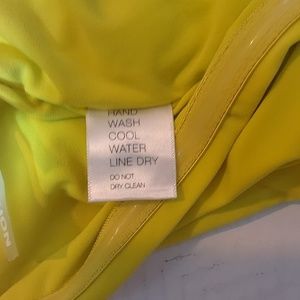 HAND
WASH
COOL
WATER
LINE DRY
DO NOT
DRY CLEAN